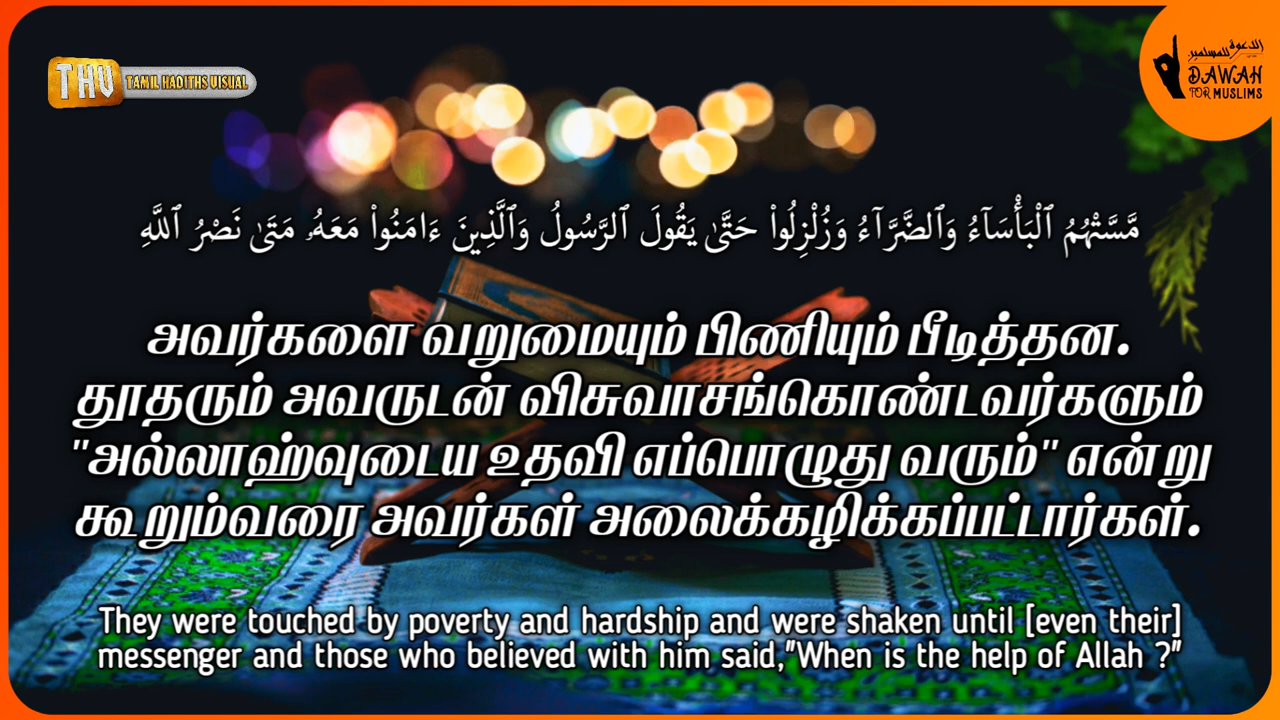 THV TAMIL HADITHS VISUAL
الدعوة للمسلمين
DAWAH
FOR MUSLIMS
مَّسَّتْهُمُ ٱلْبَأْسَآءُ وَٱلضَّرَّآءُ وَزُلْزِلُوا۟ حَتَّىٰ يَقُولَ ٱلرَّسُولُ وَٱلَّذِينَ ءَامَنُوا۟ مَعَهُۥ مَتَىٰ نَصْرُ ٱللَّهِ
அவர்களை வறுமையும் பிணியும் பீடித்தன.
தூதரும் அவருடன் விசுவாசங்கொண்டவர்களும்
"அல்லாஹ்வுடைய உதவி எப்பொழுது வரும்" என்று
கூறும்வரை அவர்கள் அலைக்கழிக்கப்பட்டார்கள்.
They were touched by poverty and hardship and were shaken until [even their]
messenger and those who believed with him said,"When is the help of Allah ?"